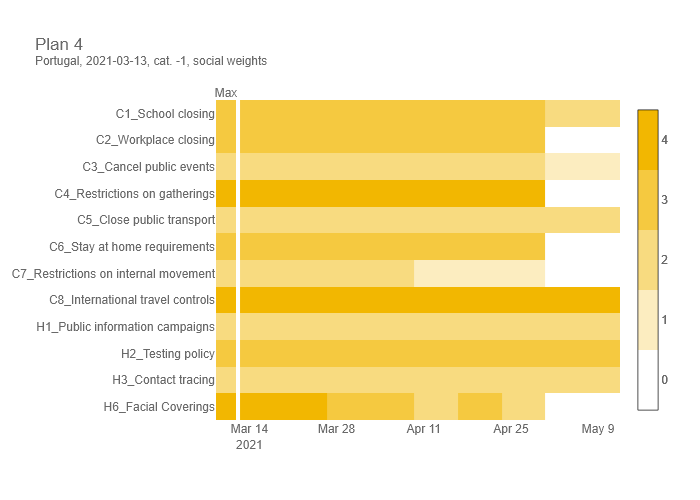 Plan 4
Portugal, 2021-03-13, cat. -1, social weights
Max
C1_School closing
C2_Workplace closing
C3_Cancel public events
C4_Restrictions on gatherings
C5_Close public transport
C6_Stay at home requirements
C7_Restrictions on internal movement
C8_International travel controls
H1_Public information campaigns
H2_Testing policy
H3_Contact tracing
H6_Facial Coverings
Mar 14 Mar 28 Apr 11 Apr 25 May 9
2021
4
3
2
1
0